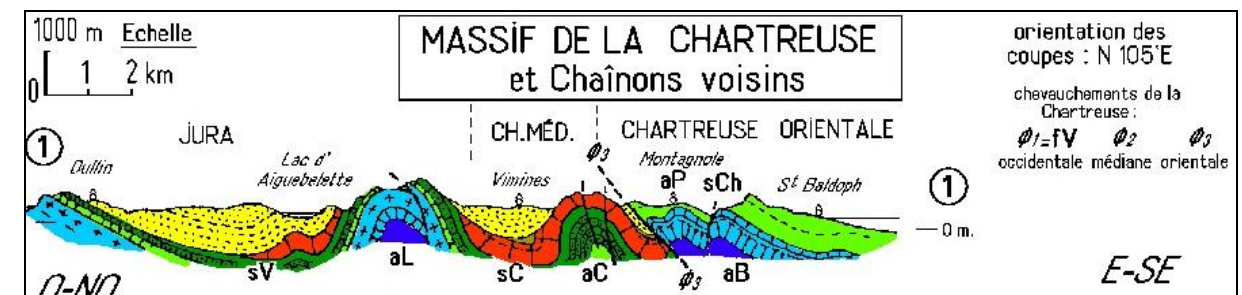 1000 m Echelle
0 1 2 km
MASSIF DE LA CHARTREUSE
et Chaînons voisins
orientation des
coupes : N 105°E
chevauchements de la
Chartreuse :
ϕ1=fV ϕ2 ϕ3
occidentale médiane orientale
1 JURA CH.MÉD. CHARTREUSE ORIENTALE
ϕ3
Dullin Lac d'
Aiguebelette Vimines Montagnole St Baldoph 1
aP sCh
0 m.
sV aL sC aC ϕ3 aB
O-NO E-SE